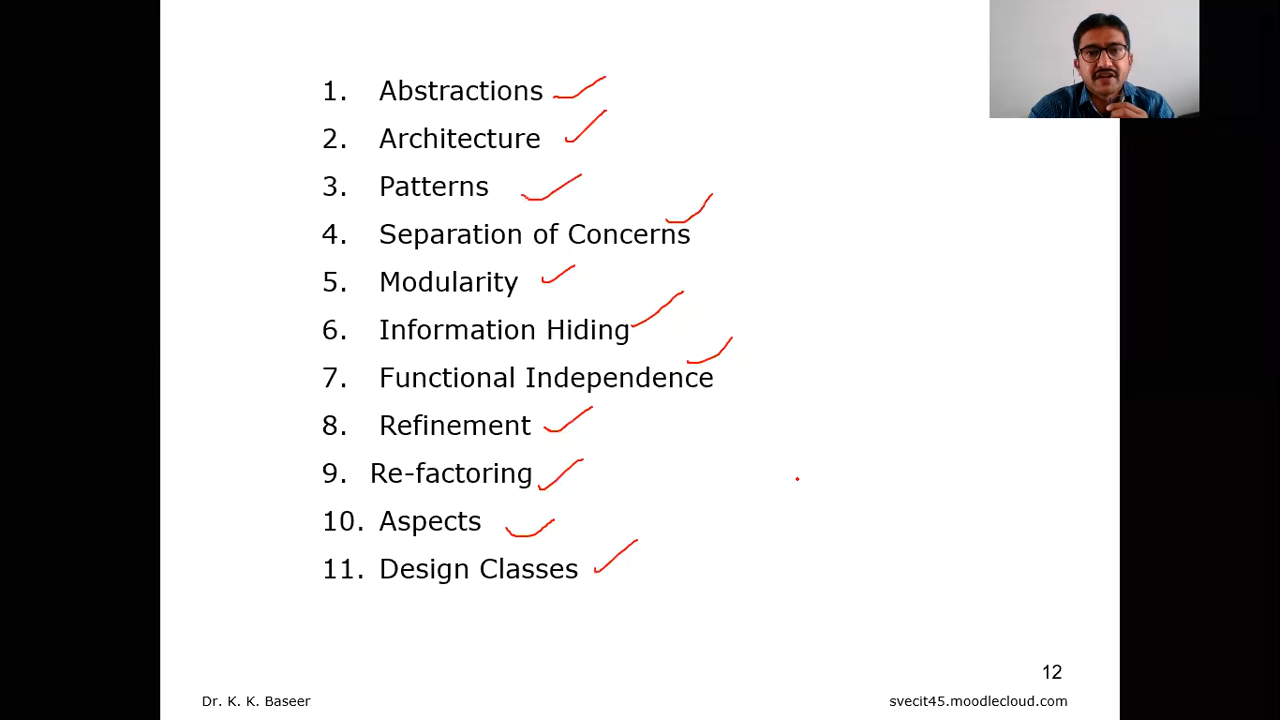 1. Abstractions
2. Architecture
3. Patterns
4. Separation of Concerns
5. Modularity
6. Information Hiding
7. Functional Independence
8. Refinement
9. Re-factoring
10. Aspects
11. Design Classes
12
Dr. K. K. Baseer
svecit45.moodlecloud.com